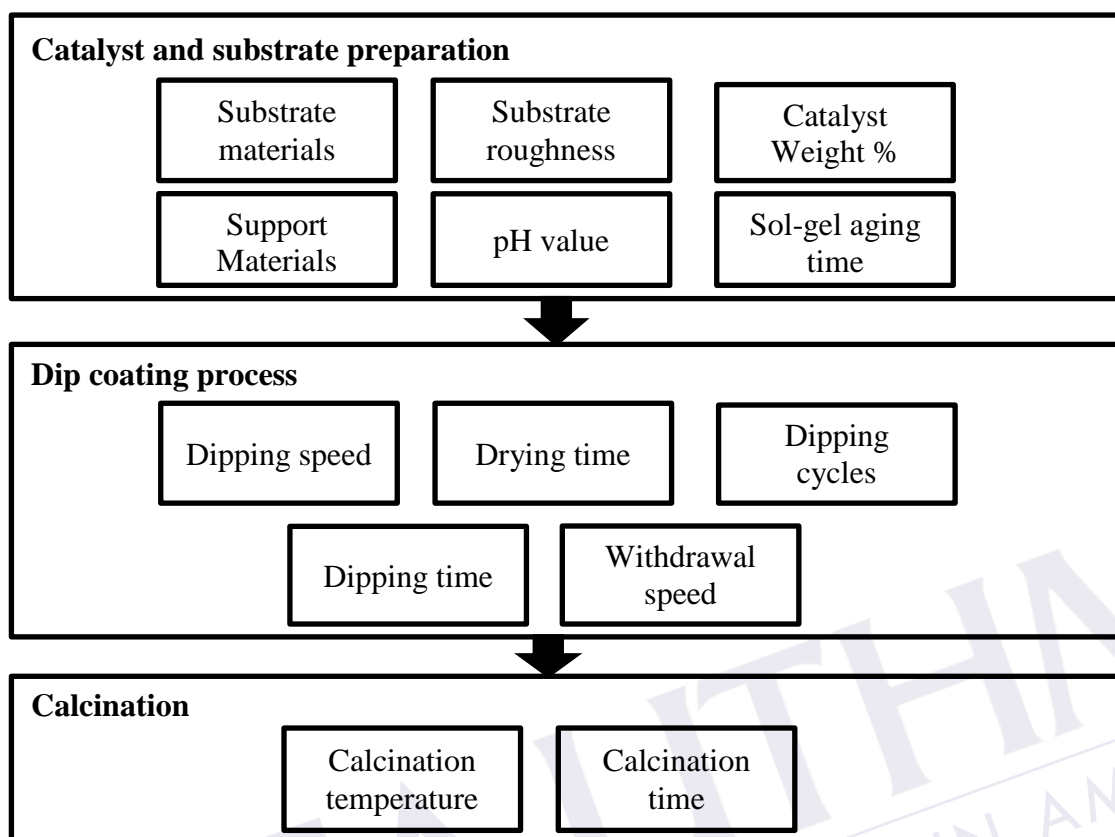 Catalyst and substrate preparation
Substrate
materials
Substrate
roughness
Catalyst
Weight %
Support
Materials
pH value
Sol-gel aging
time
Dip coating process
Dipping speed
Drying time
Dipping
cycles
Dipping time
Withdrawal
speed
Calcination
Calcination
temperature
Calcination
time
UTHM